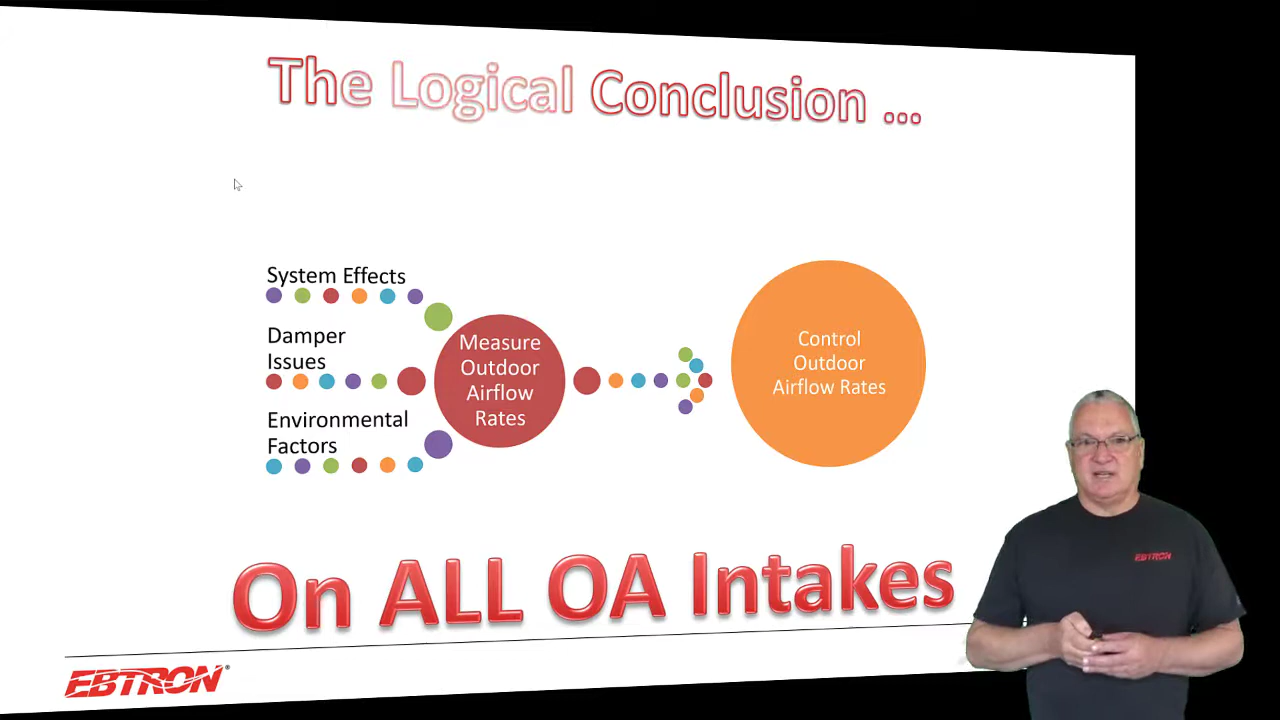 The Logical Conclusion ...
System Effects
Damper
Issues
Environmental
Factors
Measure
Outdoor
Airflow
Rates
Control
Outdoor
Airflow Rates
On ALL OA Intakes
EBTRON®
EBTRON